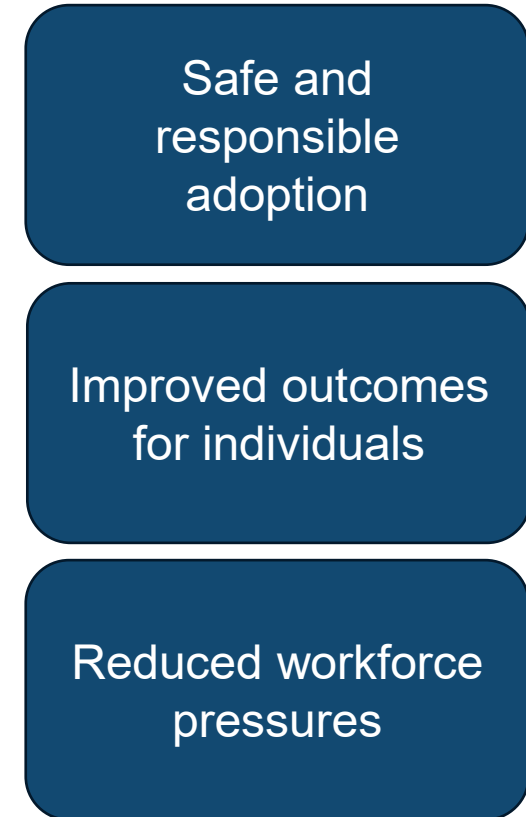 Safe and
responsible
adoption
Improved outcomes
for individuals
Reduced workforce
pressures